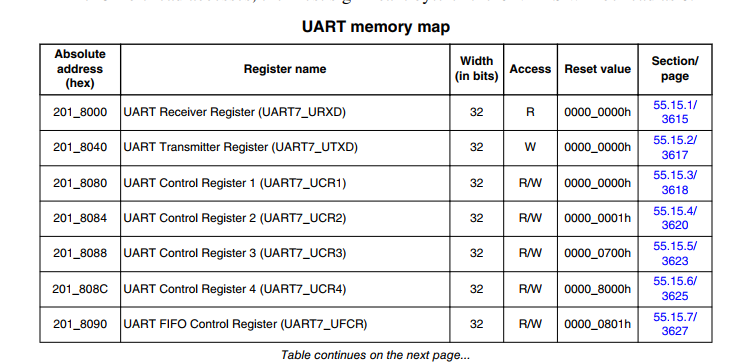 UART memory map
Absolute address (hex) Register name Width (in bits) Access Reset value Section/ page
201_8000 UART Receiver Register (UART7_URXD) 32 R 0000_0000h 55.15.1/ 3615
201_8040 UART Transmitter Register (UART7_UTXD) 32 W 0000_0000h 55.15.2/ 3617
201_8080 UART Control Register 1 (UART7_UCR1) 32 R/W 0000_0000h 55.15.3/ 3618
201_8084 UART Control Register 2 (UART7_UCR2) 32 R/W 0000_0001h 55.15.4/ 3620
201_8088 UART Control Register 3 (UART7_UCR3) 32 R/W 0000_0700h 55.15.5/ 3623
201_808C UART Control Register 4 (UART7_UCR4) 32 R/W 0000_8000h 55.15.6/ 3625
201_8090 UART FIFO Control Register (UART7_UFCR) 32 R/W 0000_0801h 55.15.7/ 3627
Table continues on the next page...